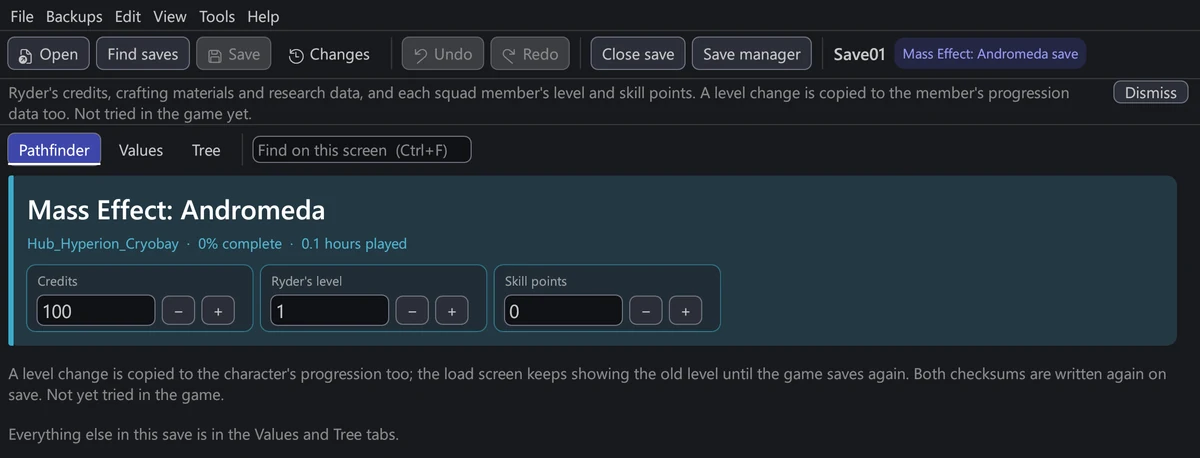 File Backups Edit View Tools Help
Open Find saves Save Changes Undo Redo Close save Save manager Save01 Mass Effect: Andromeda save
Ryder's credits, crafting materials and research data, and each squad member's level and skill points. A level change is copied to the member's progression
data too. Not tried in the game yet.
Dismiss
Pathfinder Values Tree Find on this screen (Ctrl+F)
Mass Effect: Andromeda
Hub_Hyperion_Cryobay · 0% complete · 0.1 hours played
Credits Ryder's level Skill points
100 − + 1 − + 0 − +
A level change is copied to the character's progression too; the load screen keeps showing the old level until the game saves again. Both checksums are written again on
save. Not yet tried in the game.
Everything else in this save is in the Values and Tree tabs.